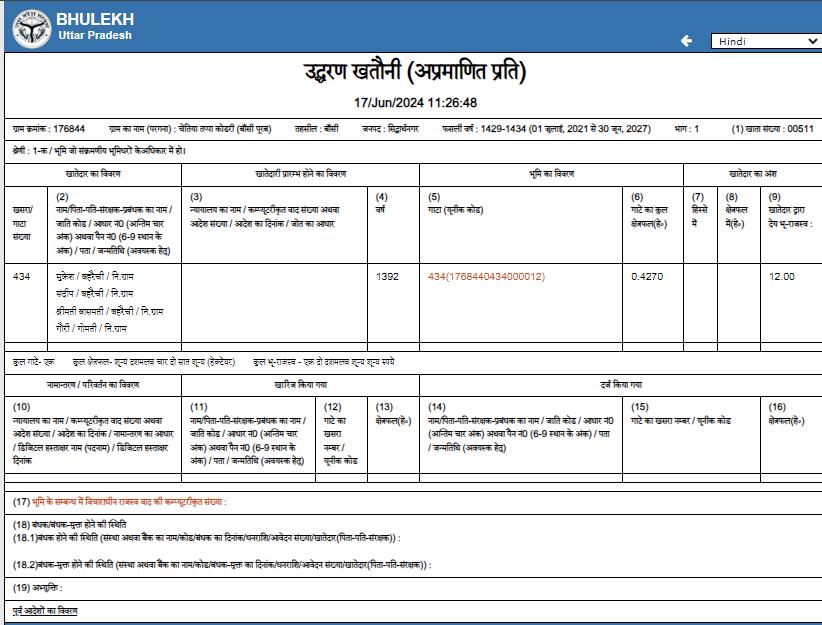 BHULEKH
Uttar Pradesh
Hindi
उद्धरण खतौनी (अप्रमाणित प्रति)
17/Jun/2024 11:26:48
ग्राम क्रमांक : 176844 ग्राम का नाम (परगना) : चेतिया तप्पा कोडरी (बाँसी पूरब) तहसील : बाँसी जनपद : सिद्धार्थनगर फसली वर्ष : 1429-1434 (01 जुलाई, 2021 से 30 जून, 2027) भाग : 1 (1) खाता संख्या : 00511
श्रेणी : 1-क / भूमि जो संक्रमणीय भूमिधरों केअधिकार में हो।
खातेदार का विवरण खातेदारी प्रारम्भ होने का विवरण भूमि का विवरण खातेदार का अंश
खसरा/
गाटा
संख्या
(2)
नाम/पिता-पति-संरक्षक-प्रबंधक का नाम /
जाति कोड / आधार नं0 (अन्तिम चार
अंक) अथवा पैन नं0 (6-9 स्थान के
अंक) / पता / जन्मतिथि (अवयस्क हेतु)
(3)
न्यायालय का नाम / कम्प्यूटरीकृत वाद संख्या अथवा
आदेश संख्या / आदेश का दिनांक / जोत का आधार
(4)
वर्ष
(5)
गाटा (यूनीक कोड)
(6)
गाटे का कुल
क्षेत्रफल(हे०)
(7)
हिस्से
में
(8)
क्षेत्रफल
में(हे०)
(9)
खातेदार द्वारा
देय भू-राजस्व :
434
मुकेश / बहरैची / नि.ग्राम
संदीप / बहरैची / नि.ग्राम
श्रीमती बासमती / बहरैची / नि.ग्राम
गौरी / गोमती / नि.ग्राम
1392
434(1768440434000012)
0.4270
12.00
कुल गाटे- एक कुल क्षेत्रफल- शून्य दशमलव चार दो सात शून्य (हेक्टेयर) कुल भू-राजस्व - एक दो दशमलव शून्य शून्य रुपये
नामान्तरण / परिवर्तन का विवरण खारिज किया गया दर्ज किया गया
(10)
न्यायालय का नाम / कम्प्यूटरीकृत वाद संख्या अथवा
आदेश संख्या / आदेश का दिनांक / नामान्तरण का आधार
/ डिजिटल हस्ताक्षर नाम (पदनाम) / डिजिटल हस्ताक्षर
दिनांक
(11)
नाम/पिता-पति-संरक्षक-प्रबंधक का नाम /
जाति कोड / आधार नं0 (अन्तिम चार
अंक) अथवा पैन नं0 (6-9 स्थान के
अंक) / पता / जन्मतिथि (अवयस्क हेतु)
(12)
गाटे का
खसरा
नम्बर /
यूनीक कोड
(13)
क्षेत्रफल(हे०)
(14)
नाम/पिता-पति-संरक्षक-प्रबंधक का नाम / जाति कोड / आधार नं0
(अन्तिम चार अंक) अथवा पैन नं0 (6-9 स्थान के अंक) / पता
/ जन्मतिथि (अवयस्क हेतु)
(15)
गाटे का खसरा नम्बर / यूनीक कोड
(16)
क्षेत्रफल(हे०)
(17) भूमि के सम्बन्ध में विचाराधीन राजस्व वाद की कम्प्यूटरीकृत संख्या :
(18) बंधक/बंधक-मुक्त होने की स्थिति
(18.1)बंधक होने की स्थिति (संस्था अथवा बैंक का नाम/कोड/बंधक का दिनांक/धनराशि/आवेदन संख्या/खातेदार(पिता-पति-संरक्षक)) :
(18.2)बंधक-मुक्त होने की स्थिति (संस्था अथवा बैंक का नाम/कोड/बंधक-मुक्त का दिनांक/धनराशि/आवेदन संख्या/खातेदार(पिता-पति-संरक्षक)) :
(19) अभ्युक्ति :
पूर्व आदेशों का विवरण